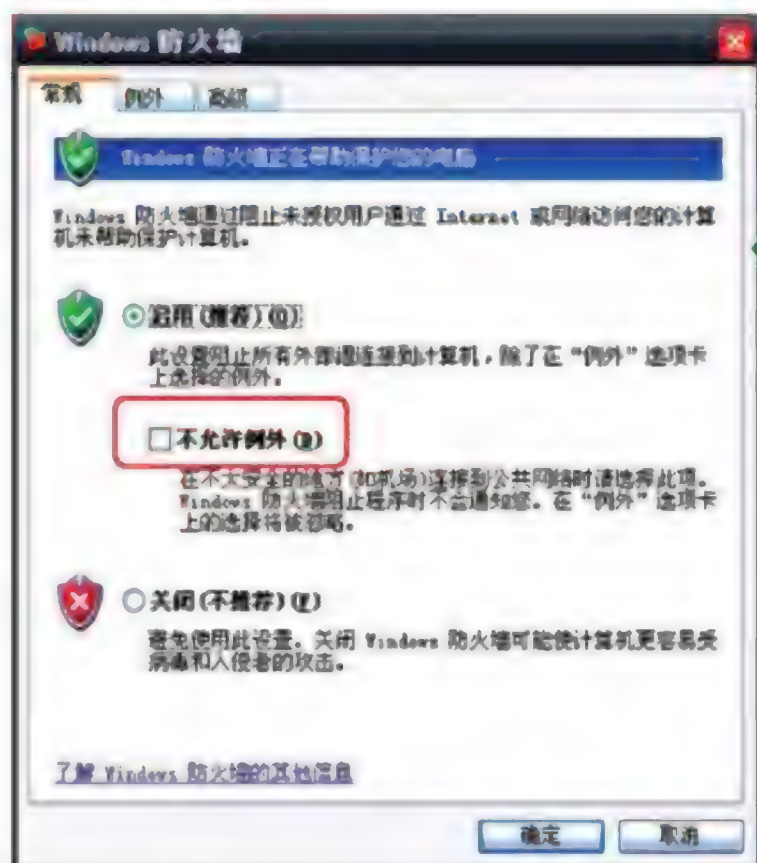 Windows 防火墙
常规 例外 高级
Windows 防火墙正在帮助保护您的电脑
Windows 防火墙通过阻止未授权用户通过 Internet 或网络访问您的计算
机来帮助保护计算机。
启用(推荐)(O)
此设置阻止所有外部源连接到计算机，除了在“例外”选项卡
上选择的例外。
不允许例外(D)
在不太安全的地方(如机场)连接到公共网络时请选择此项。
Windows 防火墙阻止程序时不会通知您。在“例外”选项卡
上的选择将被忽略。
关闭(不推荐)(F)
避免使用此设置。关闭 Windows 防火墙可能使计算机更容易受
病毒和入侵者的攻击。
了解 Windows 防火墙的其他信息
确定 取消